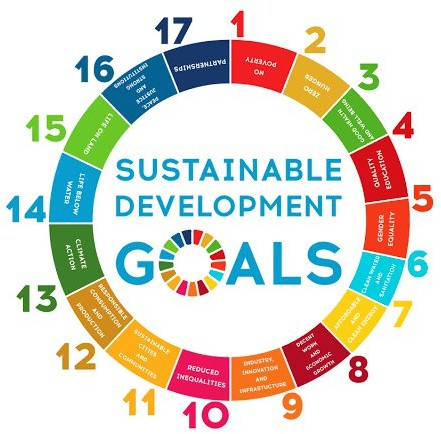 SUSTAINABLE
DEVELOPMENT
GOALS
1
NO
POVERTY
2
ZERO
HUNGER
3
GOOD HEALTH
AND WELL-BEING
4
QUALITY
EDUCATION
5
GENDER
EQUALITY
6
CLEAN WATER
AND
SANITATION
7
AFFORDABLE
AND
CLEAN ENERGY
8
DECENT
WORK AND
ECONOMIC
GROWTH
9
INDUSTRY,
INNOVATION
AND
INFRASTUCTURE
10
REDUCED
INEQUALITIES
11
SUSTAINABLE
CITIES
AND
COMMUNITIES
12
RESPONSIBLE
CONSUMPTION
AND
PRODUCTION
13
CLIMATE
ACTION
14
LIFE BELOW
WATER
15
LIFE ON LAND
16
PEACE,
JUSTICE
AND
STRONG
INSTITUTIONS
17
PARTNERSHIPS